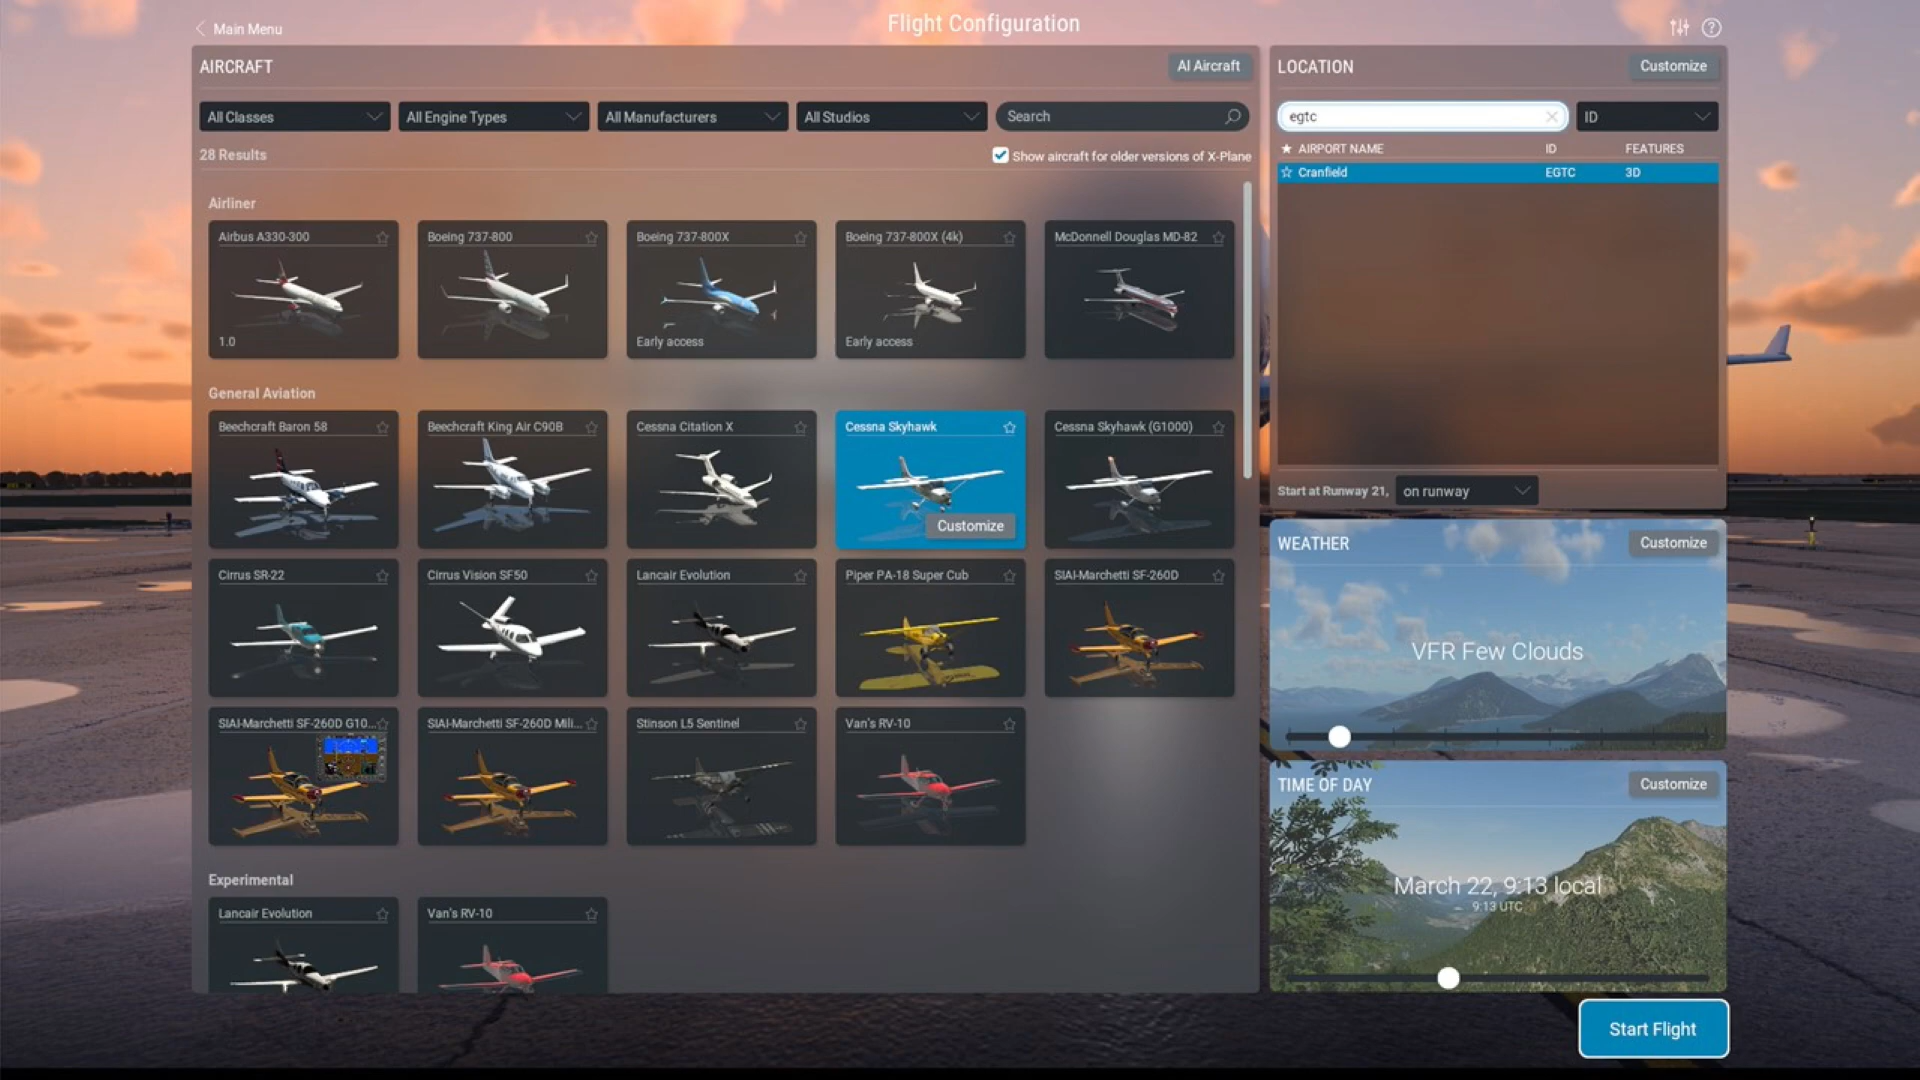 Main Menu
Flight Configuration
AIRCRAFT
AI Aircraft
All Classes
All Engine Types
All Manufacturers
All Studios
Search
28 Results
Show aircraft for older versions of X-Plane
Airliner
Airbus A330-300
1.0
Boeing 737-800
Boeing 737-800X
Early access
Boeing 737-800X (4k)
Early access
McDonnell Douglas MD-82
General Aviation
Beechcraft Baron 58
Beechcraft King Air C90B
Cessna Citation X
Cessna Skyhawk
Customize
Cessna Skyhawk (G1000)
Cirrus SR-22
Cirrus Vision SF50
Lancair Evolution
Piper PA-18 Super Cub
SIAI-Marchetti SF-260D
SIAI-Marchetti SF-260D G10...
SIAI-Marchetti SF-260D Mili...
Stinson L5 Sentinel
Van's RV-10
Experimental
Lancair Evolution
Van's RV-10
LOCATION
Customize
egtc
ID
AIRPORT NAME ID FEATURES
Cranfield EGTC 3D
Start at Runway 21, on runway
WEATHER
Customize
VFR Few Clouds
TIME OF DAY
Customize
March 22, 9:13 local
9:13 UTC
Start Flight